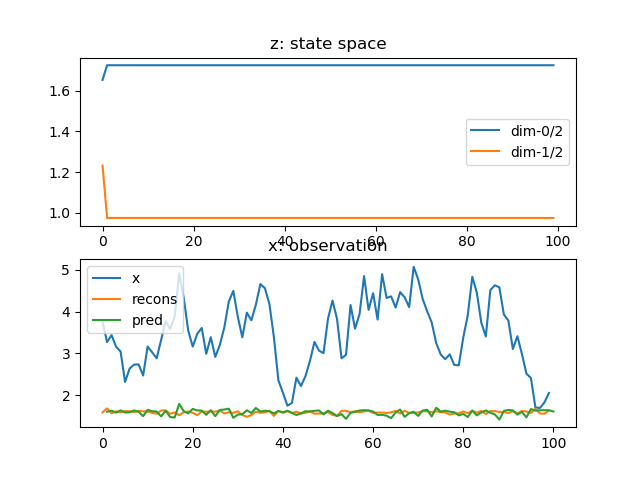 z: state space
1.6
1.4
1.2
1.0
dim-0/2
dim-1/2
0 20 40 60 80 100
x: observation
5
4
3
2
x
recons
pred
0 20 40 60 80 100